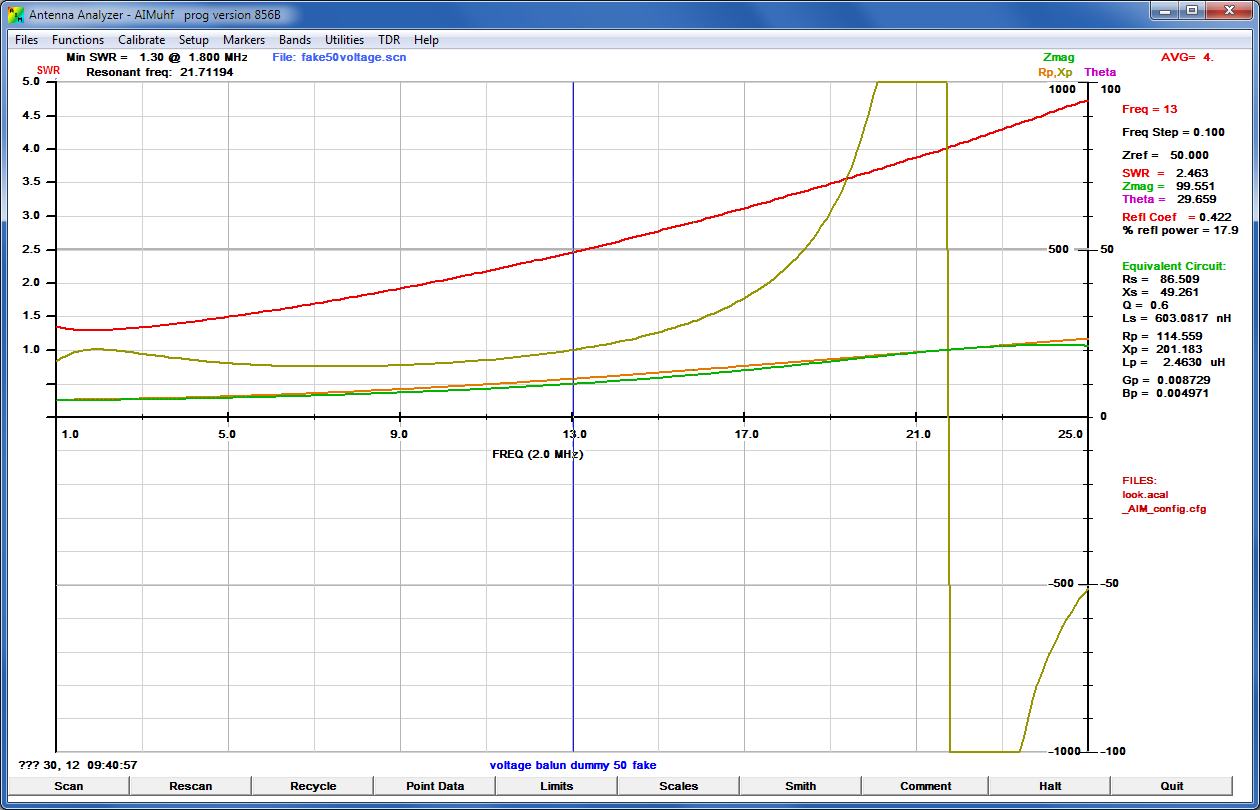 Antenna Analyzer - AIMuhf prog version 856B
Files Functions Calibrate Setup Markers Bands Utilities TDR Help
Min SWR = 1.30 @ 1.800 MHz File: fake50voltage.scn Zmag AVG= 4.
SWR Resonant freq: 21.71194 Rp,Xp Theta
5.0 1000 100
4.5
4.0
3.5
3.0
2.5 500 50
2.0
1.5
1.0
0
1.0 5.0 9.0 13.0 17.0 21.0 25.0
FREQ (2.0 MHz)
-500 -50
-1000 -100
Freq = 13
Freq Step = 0.100
Zref = 50.000
SWR = 2.463
Zmag = 99.551
Theta = 29.659
Refl Coef = 0.422
% refl power = 17.9
Equivalent Circuit:
Rs = 86.509
Xs = 49.261
Q = 0.6
Ls = 603.0817 nH
Rp = 114.559
Xp = 201.183
Lp = 2.4630 uH
Gp = 0.008729
Bp = 0.004971
FILES:
look.acal
_AIM_config.cfg
??? 30, 12 09:40:57 voltage balun dummy 50 fake
Scan Rescan Recycle Point Data Limits Scales Smith Comment Halt Quit